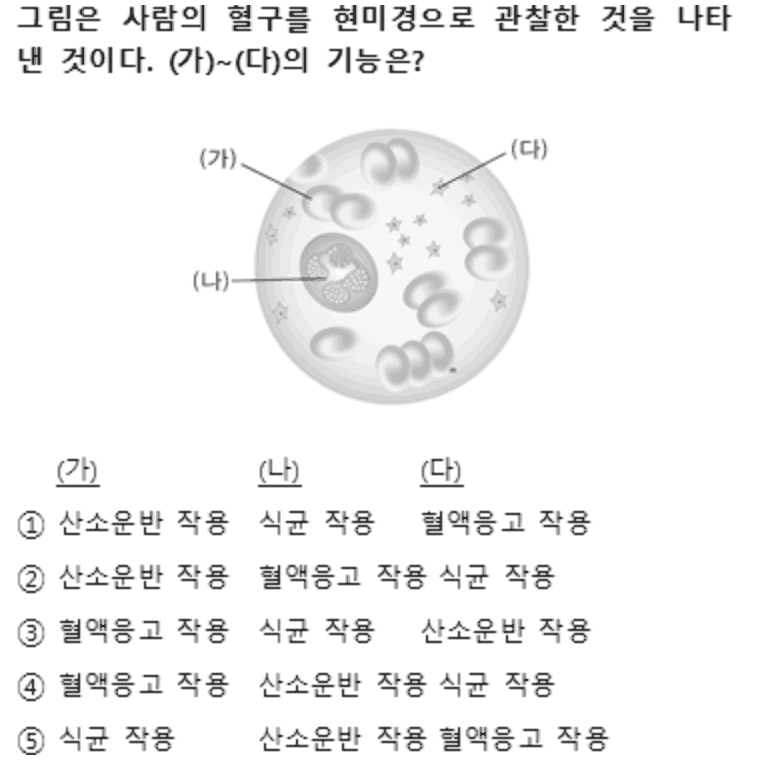 그림은 사람의 혈구를 현미경으로 관찰한 것을 나타
낸 것이다. (가)~(다)의 기능은?
(가) (다)
(나)
(가) (나) (다)
① 산소운반 작용 식균 작용 혈액응고 작용
② 산소운반 작용 혈액응고 작용 식균 작용
③ 혈액응고 작용 식균 작용 산소운반 작용
④ 혈액응고 작용 산소운반 작용 식균 작용
⑤ 식균 작용 산소운반 작용 혈액응고 작용